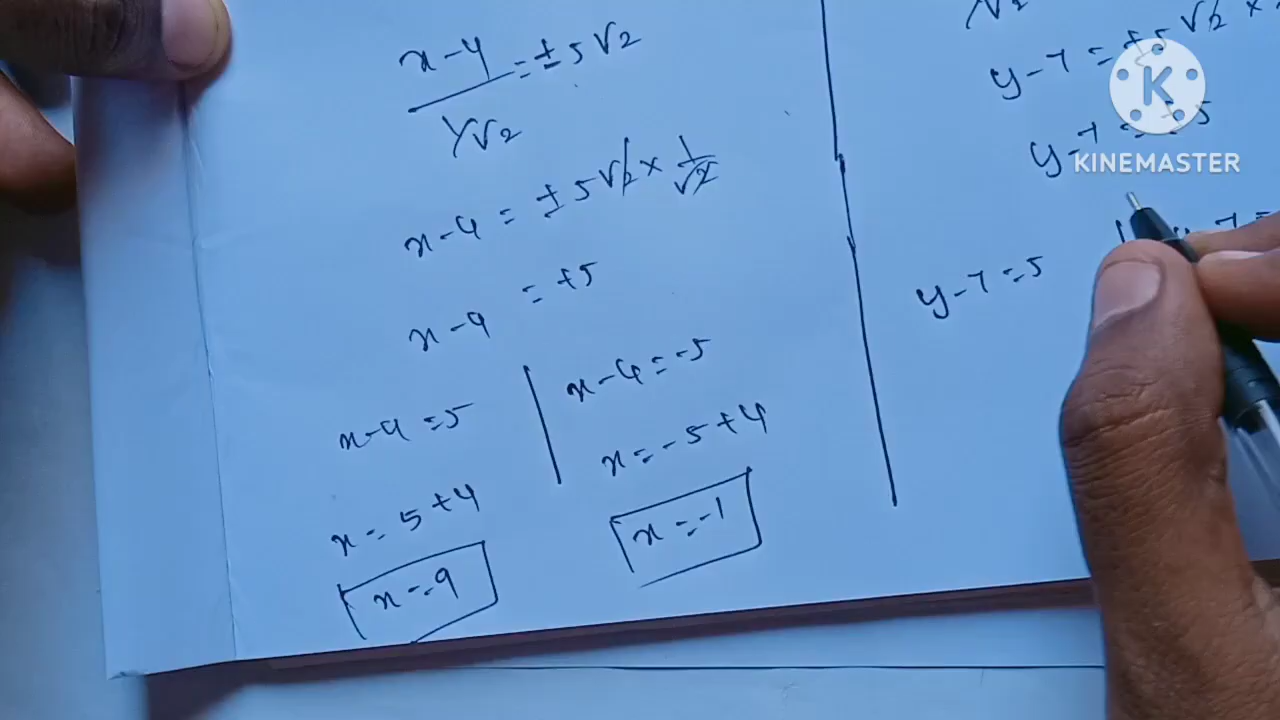 x-4
= ±5√2
1/√2
x-4 = ±5√2 × 1/√2
x-4 = ±5
x-4 = 5
x = 5+4
x = 9
x-4 = -5
x = -5+4
x = -1
y-7 = ±5√2 ×
y-7 = ±5
y-7 = 5
KINEMASTER